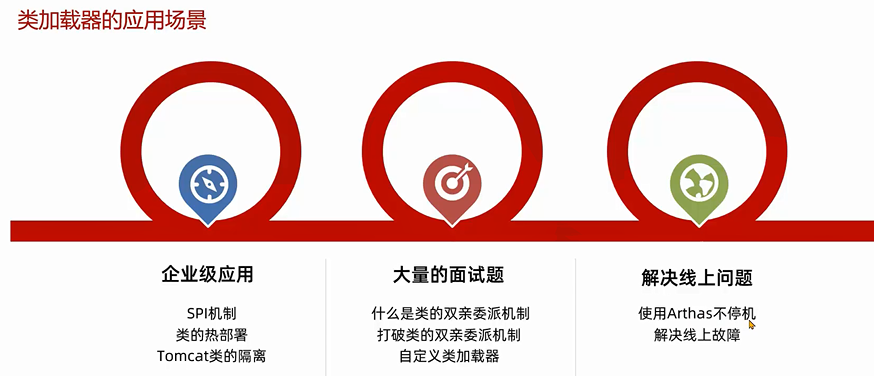 类加载器的应用场景
企业级应用
SPI机制
类的热部署
Tomcat类的隔离
大量的面试题
什么是类的双亲委派机制
打破类的双亲委派机制
自定义类加载器
解决线上问题
使用Arthas不停机
解决线上故障